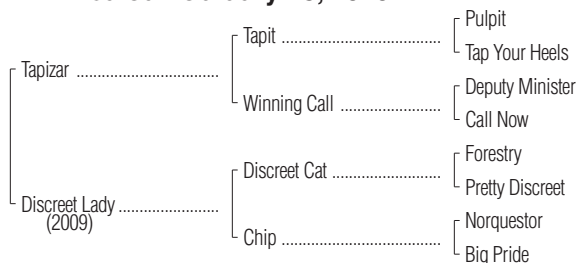 Pulpit
Tapit ..........................................
Tap Your Heels
Tapizar .....................................
Deputy Minister
Winning Call ..........................
Call Now
Forestry
Discreet Cat ............................
Pretty Discreet
Discreet Lady ..........................
(2009)
Norquestor
Chip ..........................................
Big Pride